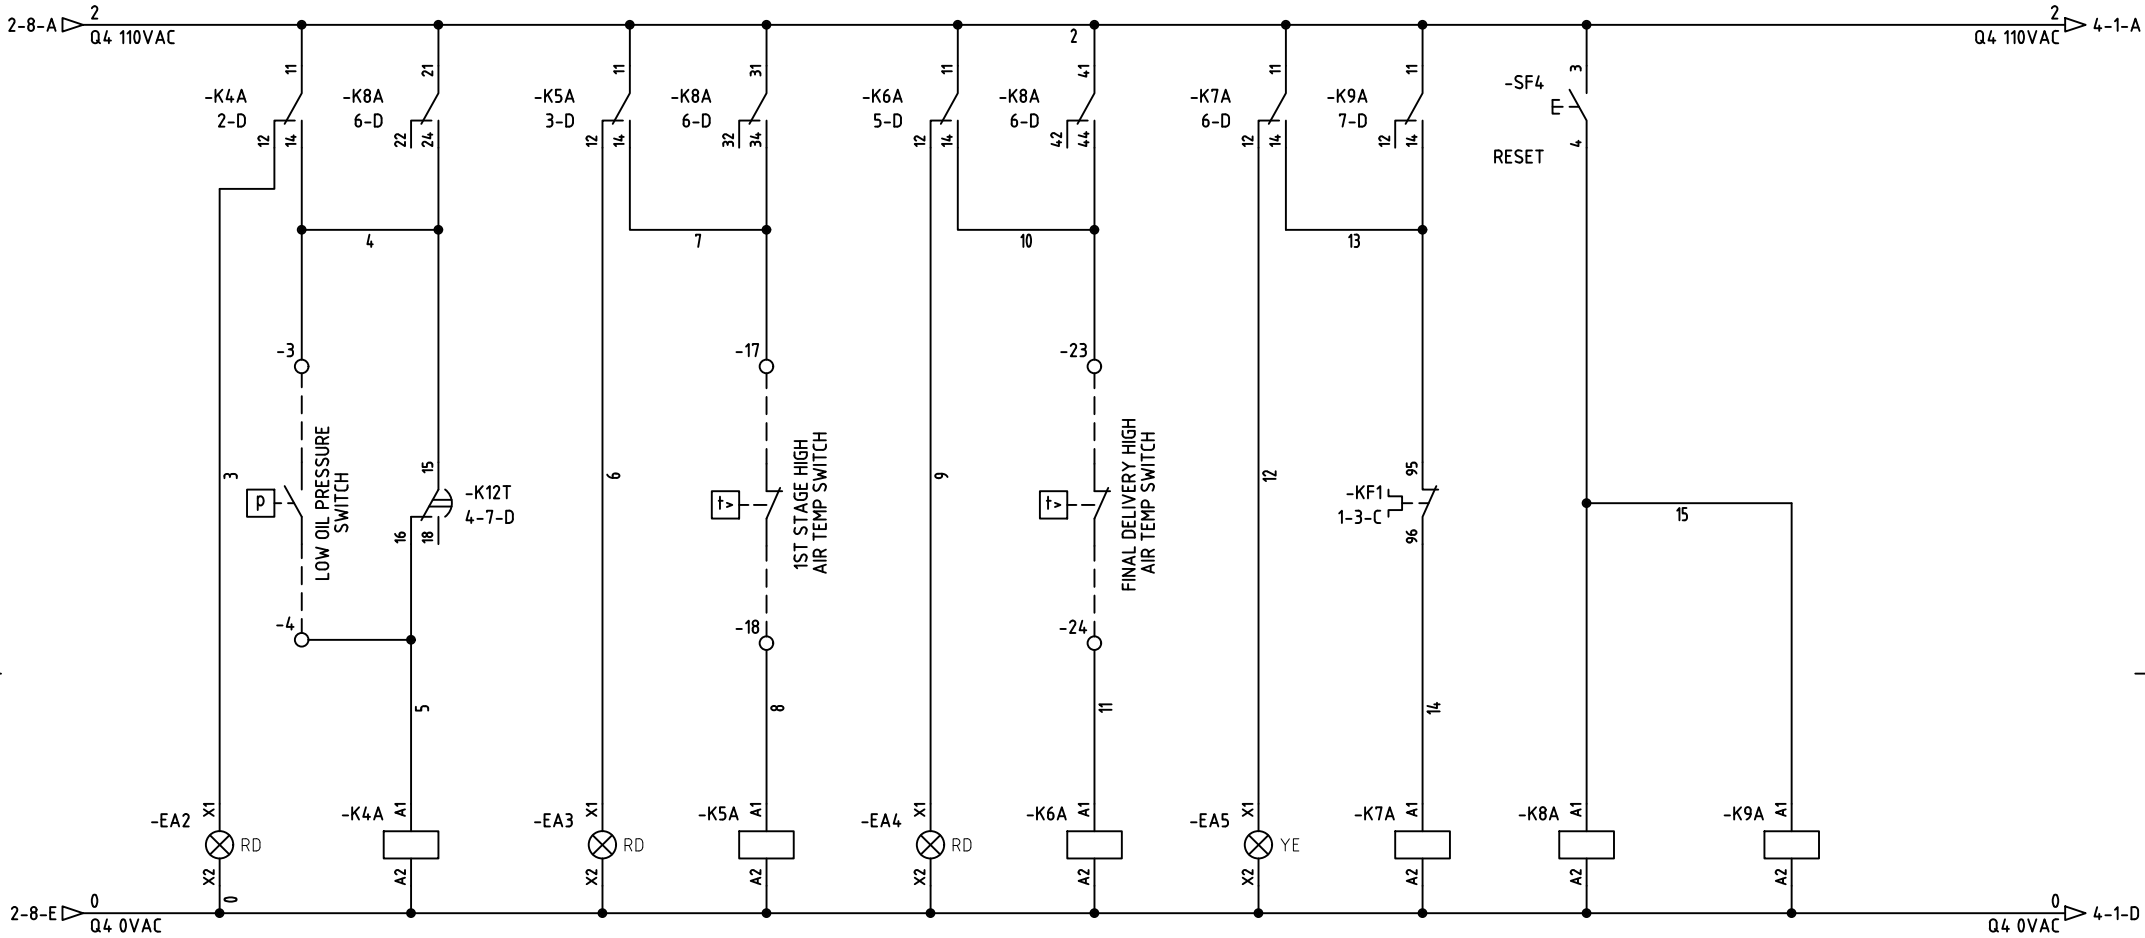 2-8-A
2
Q4 110VAC
2
2
Q4 110VAC
4-1-A
11
21
11
31
11
41
11
11
3
-K4A
2-D
-K8A
6-D
-K5A
3-D
-K8A
6-D
-K6A
5-D
-K8A
6-D
-K7A
6-D
-K9A
7-D
-SF4
E
RESET
12
14
22
24
12
14
32
34
12
14
42
44
12
14
12
14
4
4
7
10
13
-3
-17
-23
3
P
LOW OIL PRESSURE
SWITCH
15
-K12T
4-7-D
16
18
6
t>
1ST STAGE HIGH
AIR TEMP SWITCH
9
t>
FINAL DELIVERY HIGH
AIR TEMP SWITCH
12
95
-KF1
1-3-C
96
15
-4
-18
-24
5
8
11
14
-EA2
X1
RD
X2
-K4A
A1
A2
-EA3
X1
RD
X2
-K5A
A1
A2
-EA4
X1
RD
X2
-K6A
A1
A2
-EA5
X1
YE
X2
-K7A
A1
A2
-K8A
A1
A2
-K9A
A1
A2
0
2-8-E
0
Q4 0VAC
0
Q4 0VAC
4-1-D